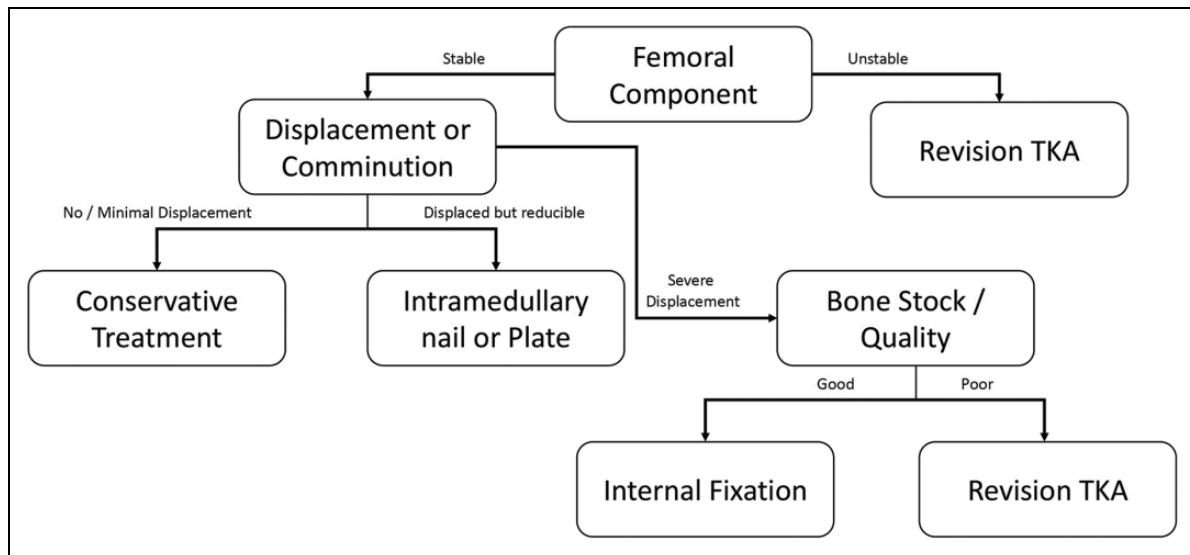 Femoral
Component
Stable
Unstable
Displacement or
Comminution
Revision TKA
No / Minimal Displacement
Displaced but reducible
Conservative
Treatment
Intramedullary
nail or Plate
Severe
Displacement
Bone Stock /
Quality
Good
Poor
Internal Fixation
Revision TKA